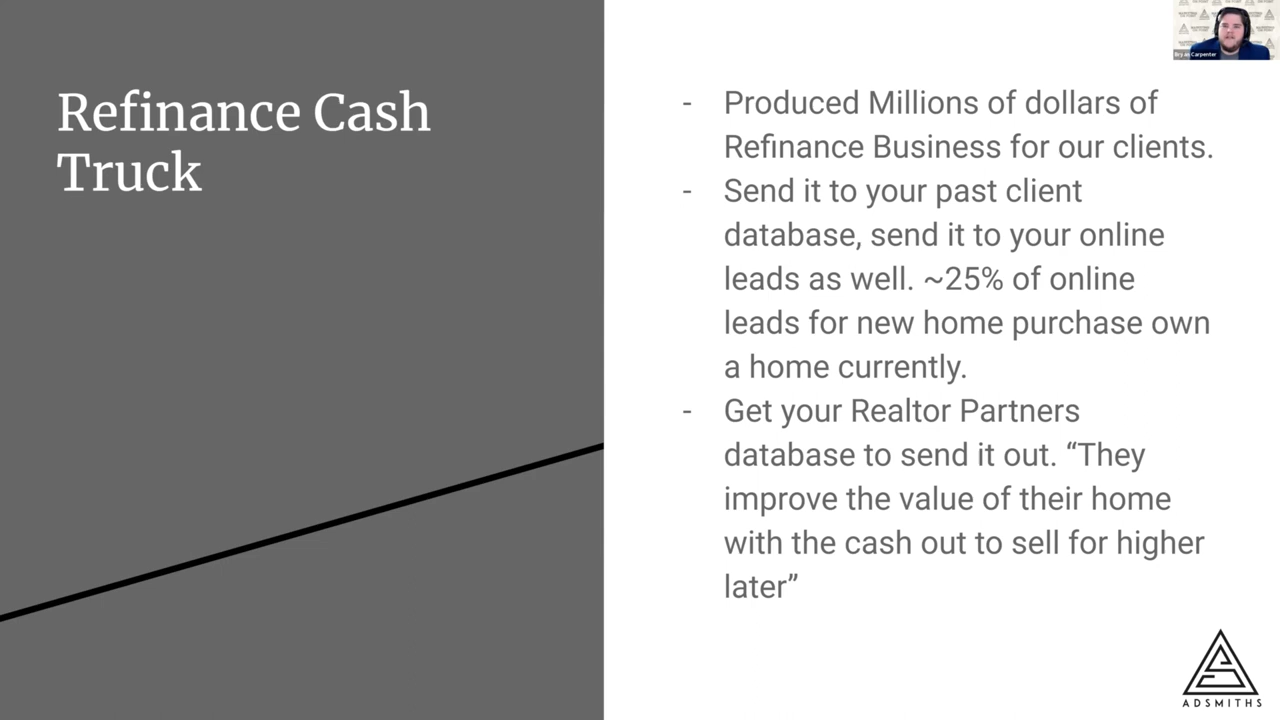 Bryan Carpenter
Refinance Cash
Truck
- Produced Millions of dollars of
Refinance Business for our clients.
- Send it to your past client
database, send it to your online
leads as well. ~25% of online
leads for new home purchase own
a home currently.
- Get your Realtor Partners
database to send it out. “They
improve the value of their home
with the cash out to sell for higher
later”
ADSMITHS